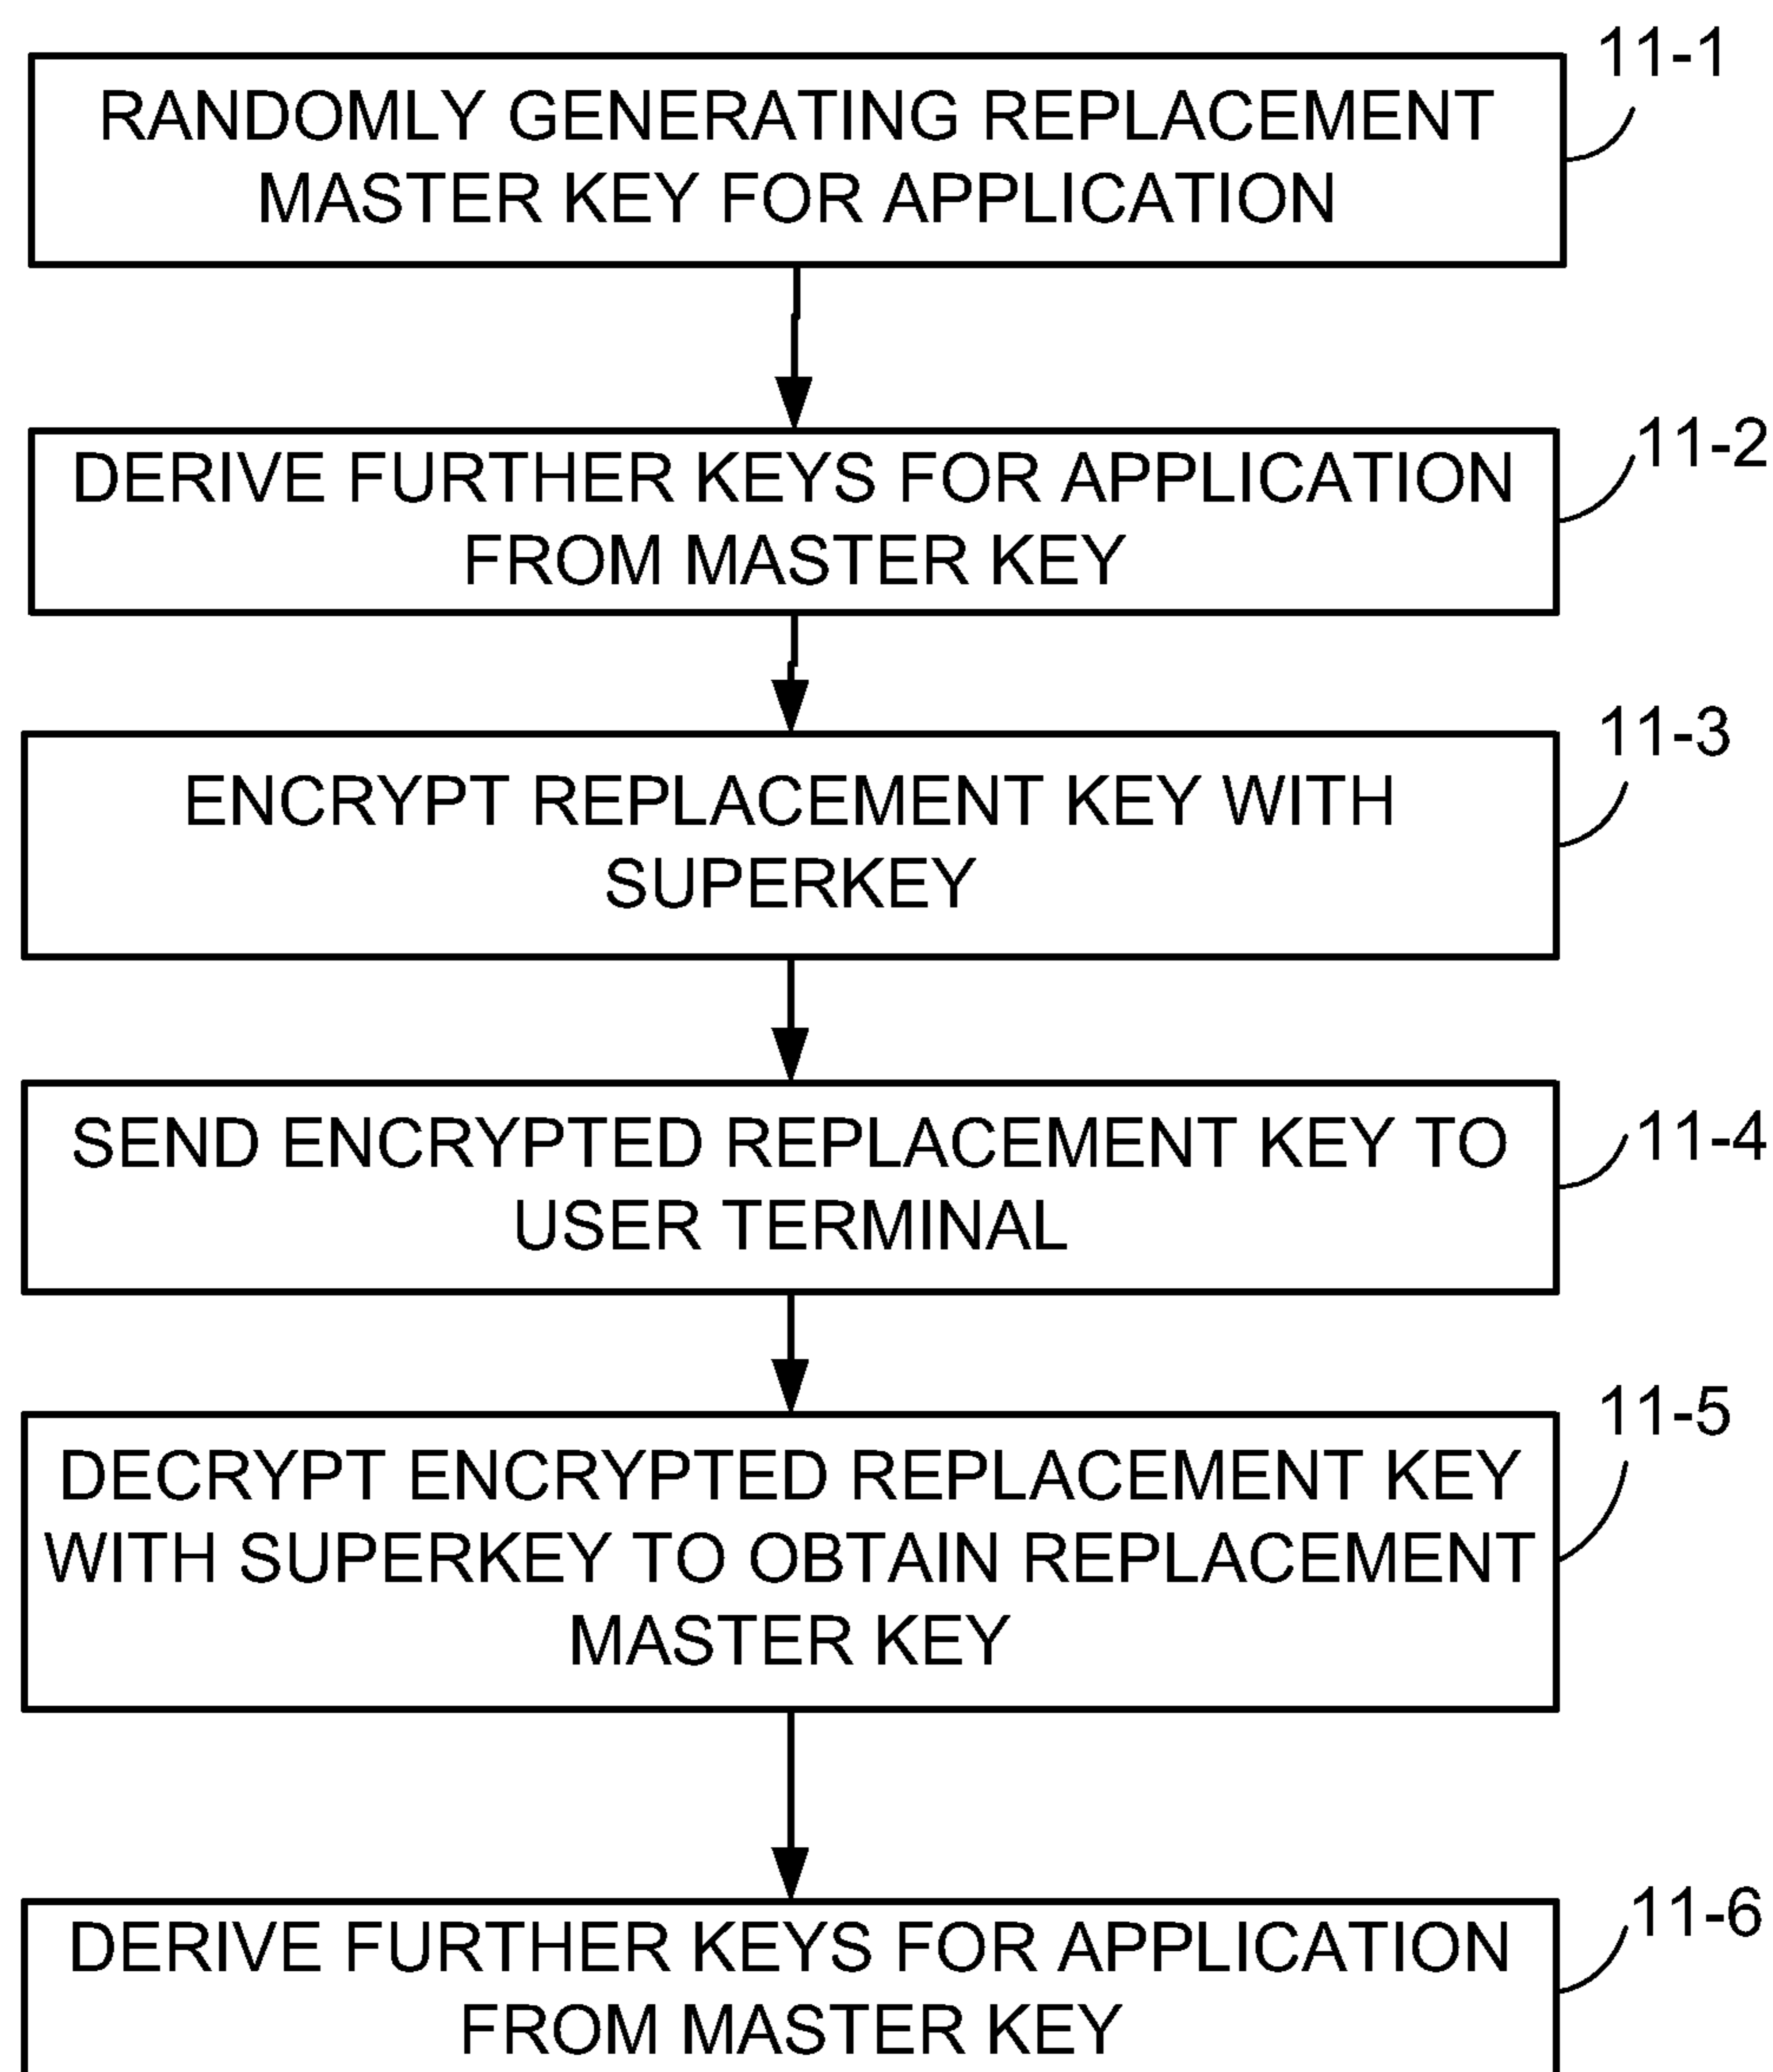 11-1
RANDOMLY GENERATING REPLACEMENT
MASTER KEY FOR APPLICATION
11-2
DERIVE FURTHER KEYS FOR APPLICATION
FROM MASTER KEY
11-3
ENCRYPT REPLACEMENT KEY WITH
SUPERKEY
11-4
SEND ENCRYPTED REPLACEMENT KEY TO
USER TERMINAL
11-5
DECRYPT ENCRYPTED REPLACEMENT KEY
WITH SUPERKEY TO OBTAIN REPLACEMENT
MASTER KEY
11-6
DERIVE FURTHER KEYS FOR APPLICATION
FROM MASTER KEY